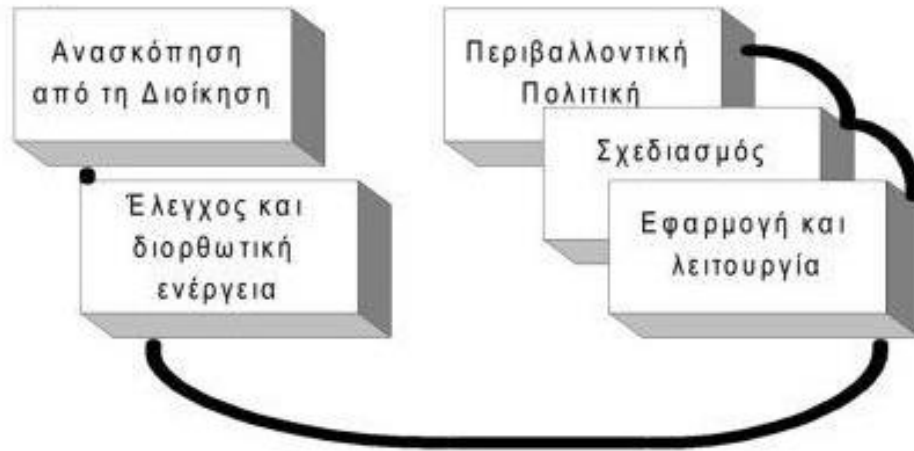 Ανασκόπηση
από τη Διοίκηση
Περιβαλλοντική
Πολιτική
Σχεδιασμός
Έλεγχος και
διορθωτική
ενέργεια
Εφαρμογή και
λειτουργία